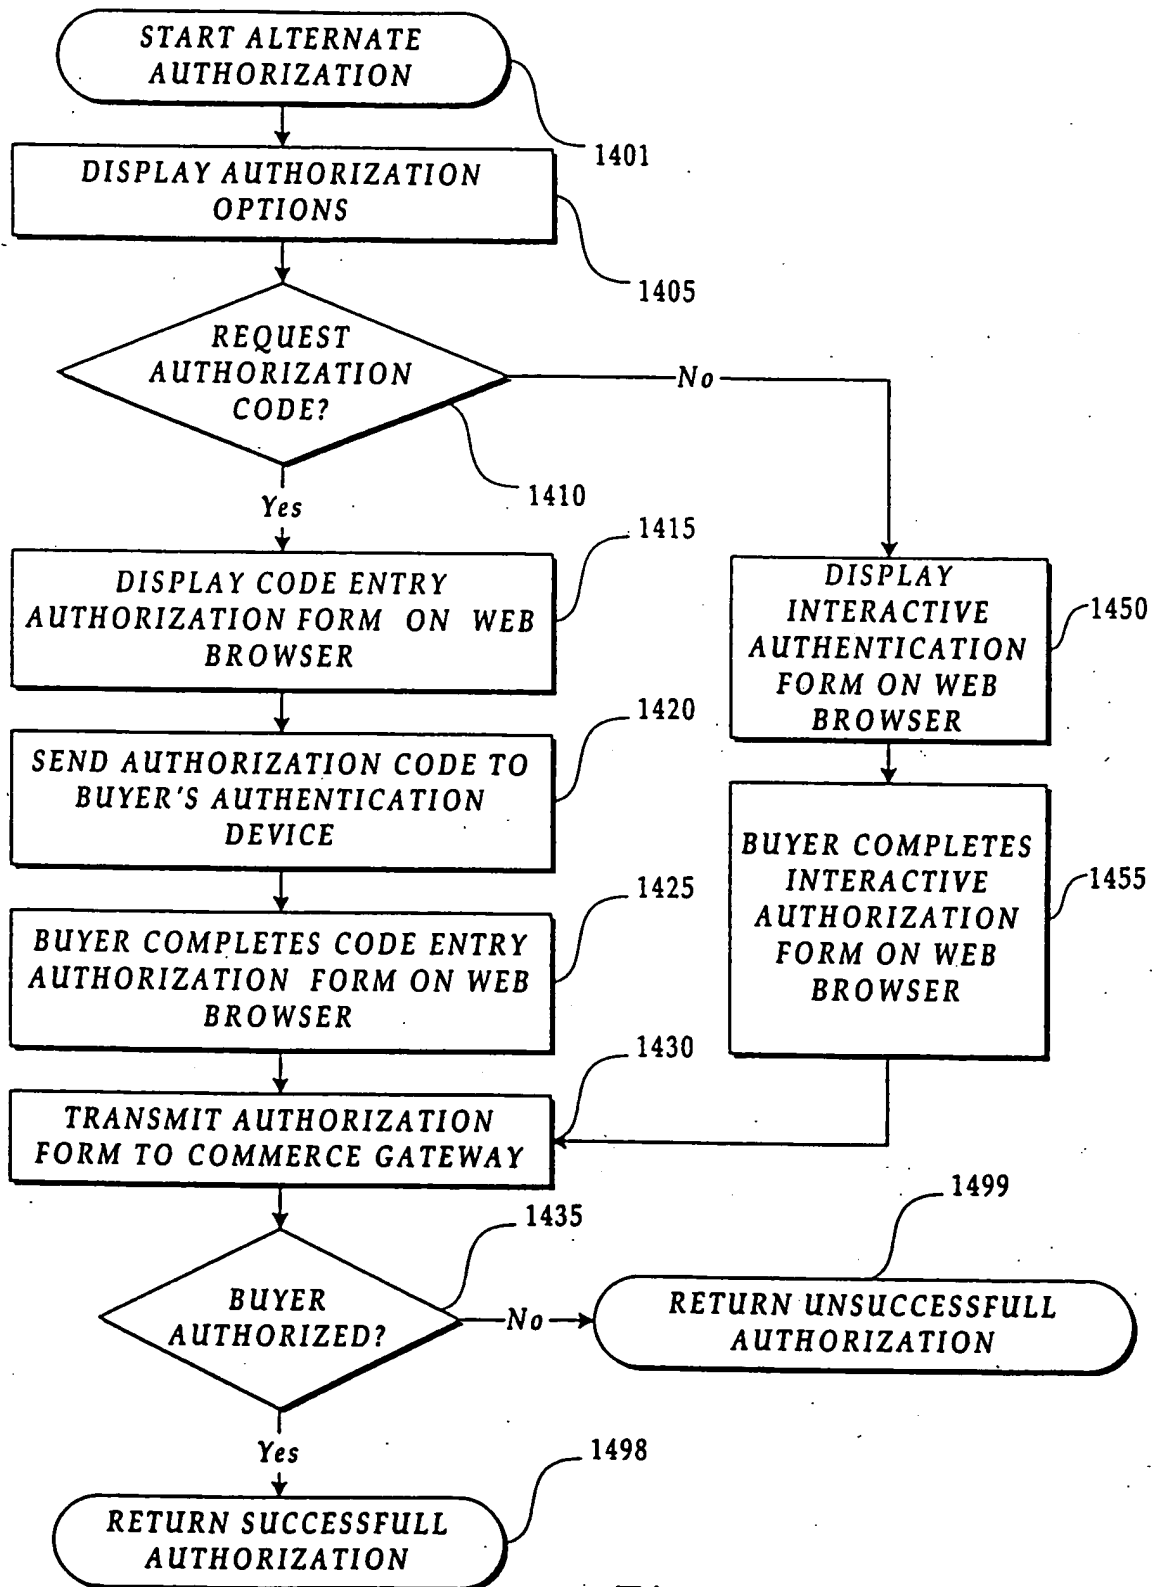 START ALTERNATE
AUTHORIZATION
1401
DISPLAY AUTHORIZATION
OPTIONS
1405
REQUEST
AUTHORIZATION
CODE?
No
1410
Yes
1415
DISPLAY CODE ENTRY
AUTHORIZATION FORM ON WEB
BROWSER
DISPLAY
INTERACTIVE
AUTHENTICATION
FORM ON WEB
BROWSER
1450
1420
SEND AUTHORIZATION CODE TO
BUYER'S AUTHENTICATION
DEVICE
BUYER COMPLETES
INTERACTIVE
AUTHORIZATION
FORM ON WEB
BROWSER
1455
1425
BUYER COMPLETES CODE ENTRY
AUTHORIZATION FORM ON WEB
BROWSER
1430
TRANSMIT AUTHORIZATION
FORM TO COMMERCE GATEWAY
1435
BUYER
AUTHORIZED?
No
1499
RETURN UNSUCCESSFULL
AUTHORIZATION
Yes
1498
RETURN SUCCESSFULL
AUTHORIZATION